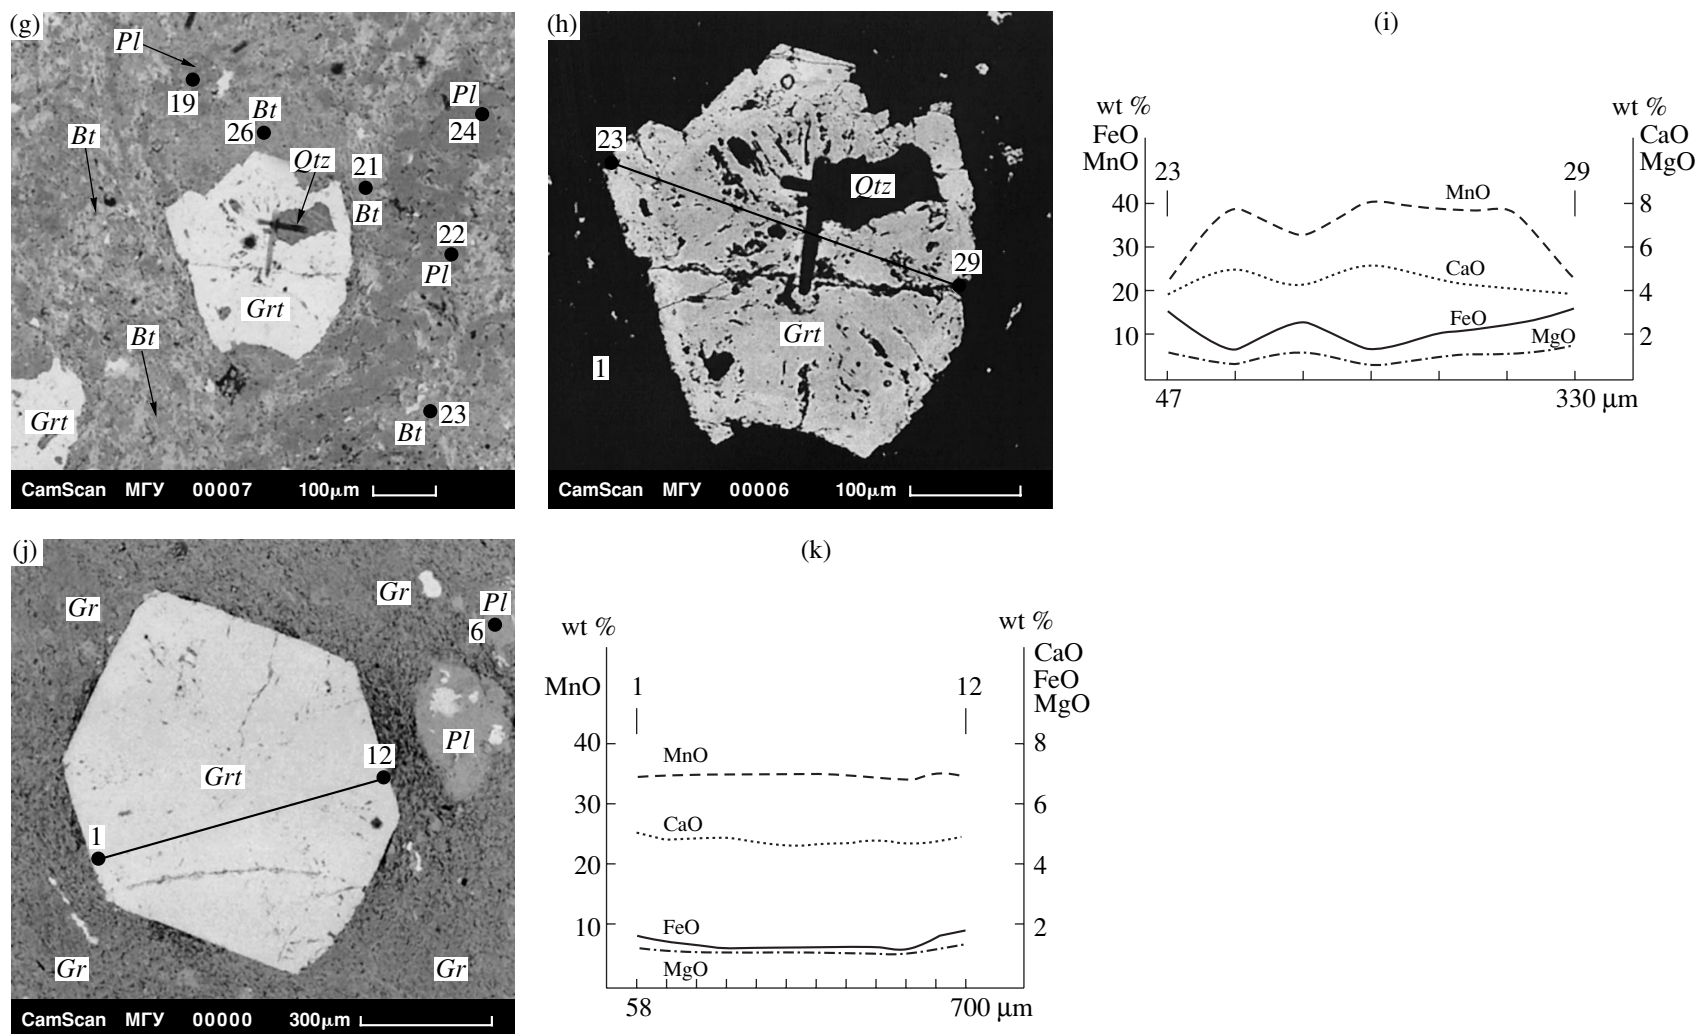 (g)
Pl
19
Bt
26
Pl
24
Bt
Qtz
21
Bt
22
Pl
Grt
Bt
Grt
23
Bt
CamScan МГУ 00007 100μm
(h)
23
Qtz
29
Grt
1
CamScan МГУ 00006 100μm
(i)
wt %
FeO
MnO
wt %
CaO
MgO
23
29
40
30
20
10
8
6
4
2
MnO
CaO
FeO
MgO
47
330 μm
(j)
Gr
Gr
Pl
6
Pl
12
Grt
1
Gr
Gr
CamScan МГУ 00000 300μm
(k)
wt %
MnO
wt %
CaO
FeO
MgO
1
12
40
30
20
10
8
6
4
2
MnO
CaO
FeO
MgO
58
700 μm